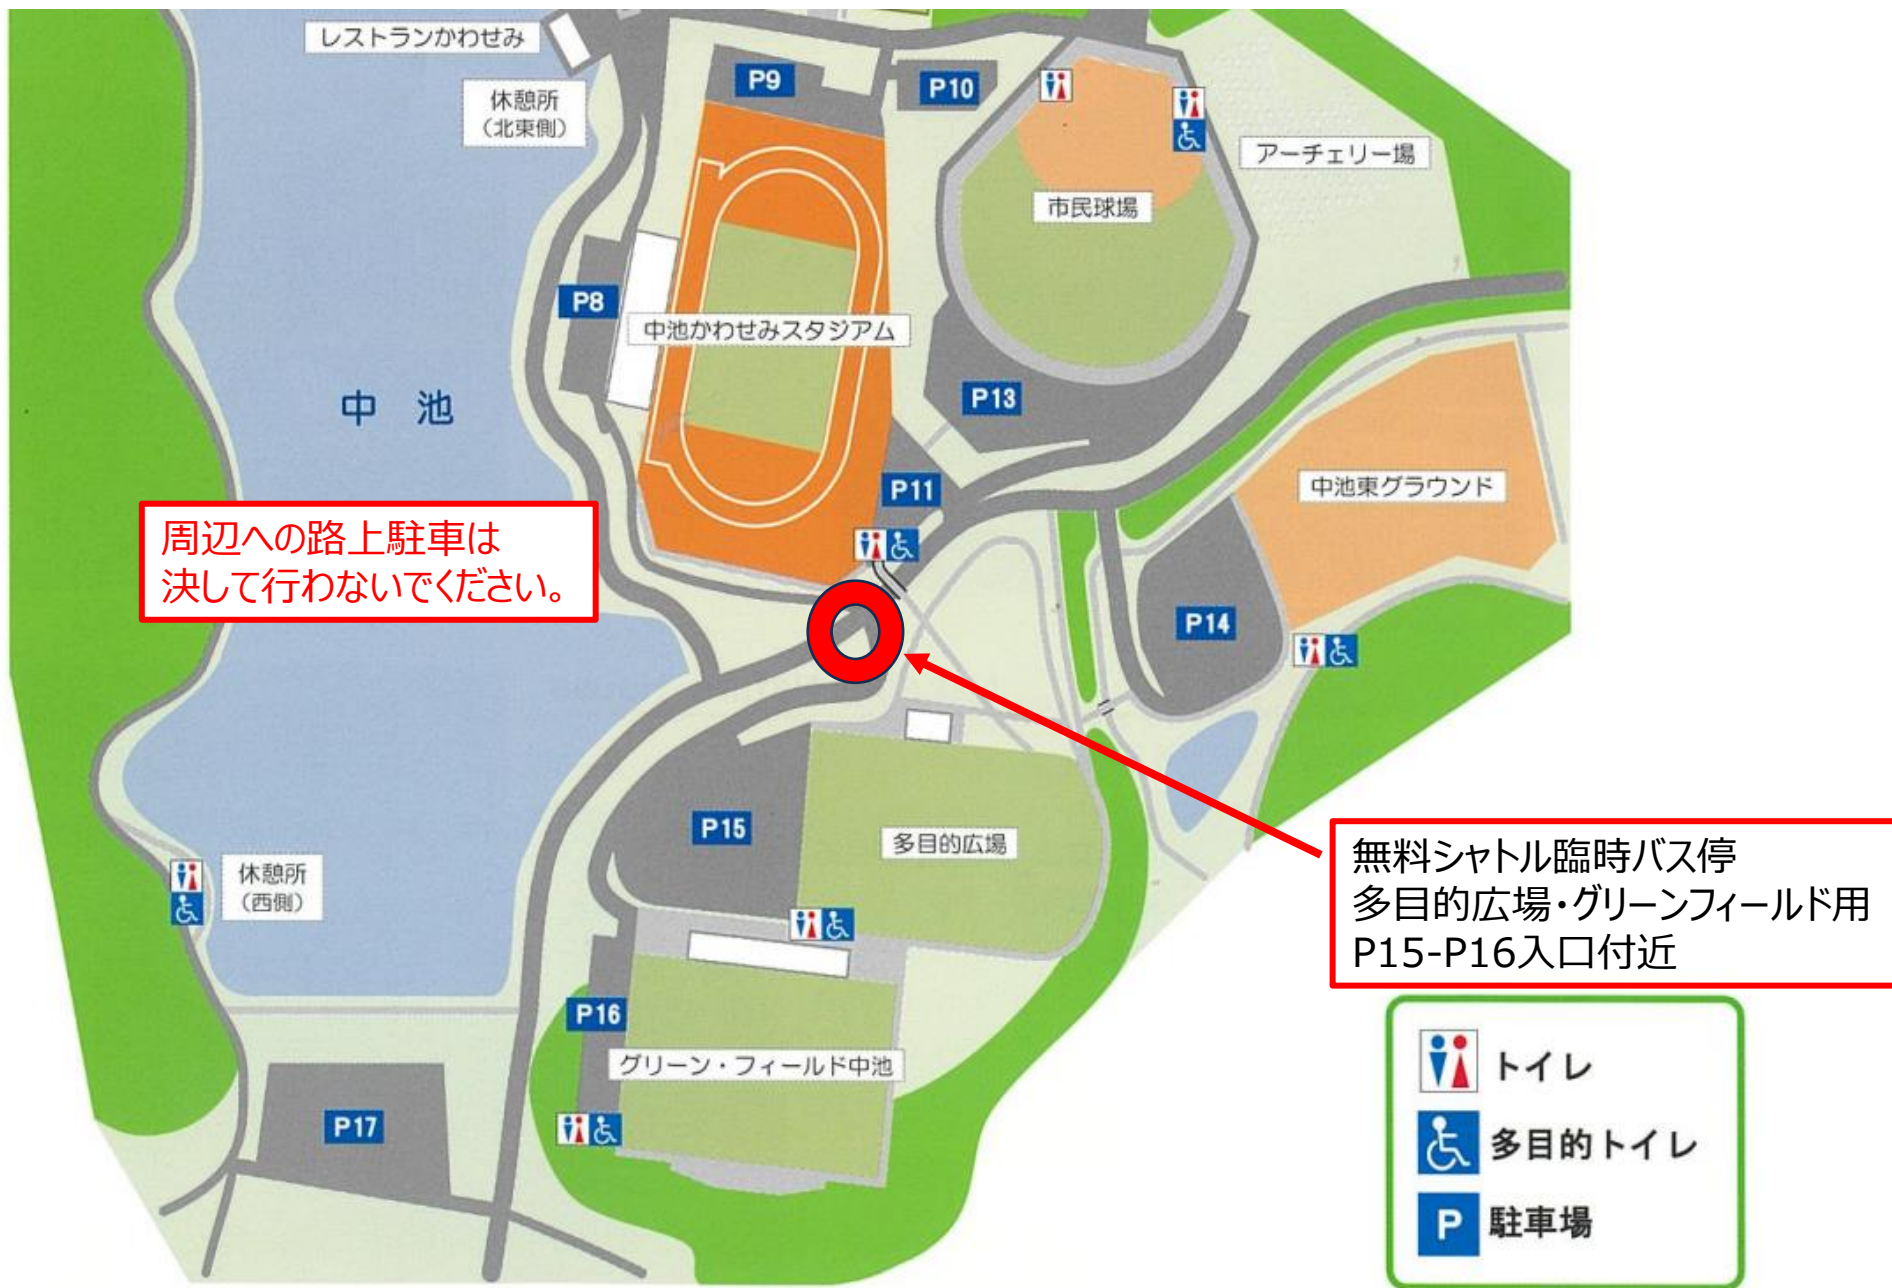 レストランかわせみ
休憩所
（北東側）
P9
P10
アーチェリー場
市民球場
P8
中池かわせみスタジアム
中 池
P13
P11
中池東グラウンド
周辺への路上駐車は
決して行わないでください。
P14
P15
多目的広場
無料シャトル臨時バス停
多目的広場・グリーンフィールド用
P15-P16入口付近
休憩所
（西側）
P16
グリーン・フィールド中池
P17
トイレ
多目的トイレ
P 駐車場